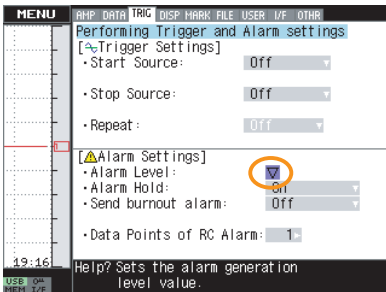 MENU AMP DATA TRIG DISP MARK FILE USER I/F OTHR
Performing Trigger and Alarm settings
[Trigger Settings]
・Start Source: Off
・Stop Source: Off
・Repeat: Off
[Alarm Settings]
・Alarm Level:
・Alarm Hold: On
・Send burnout alarm: Off
・Data Points of RC Alarm: 1
19:16
Help? Sets the alarm generation
level value.
USB
MEM I/F